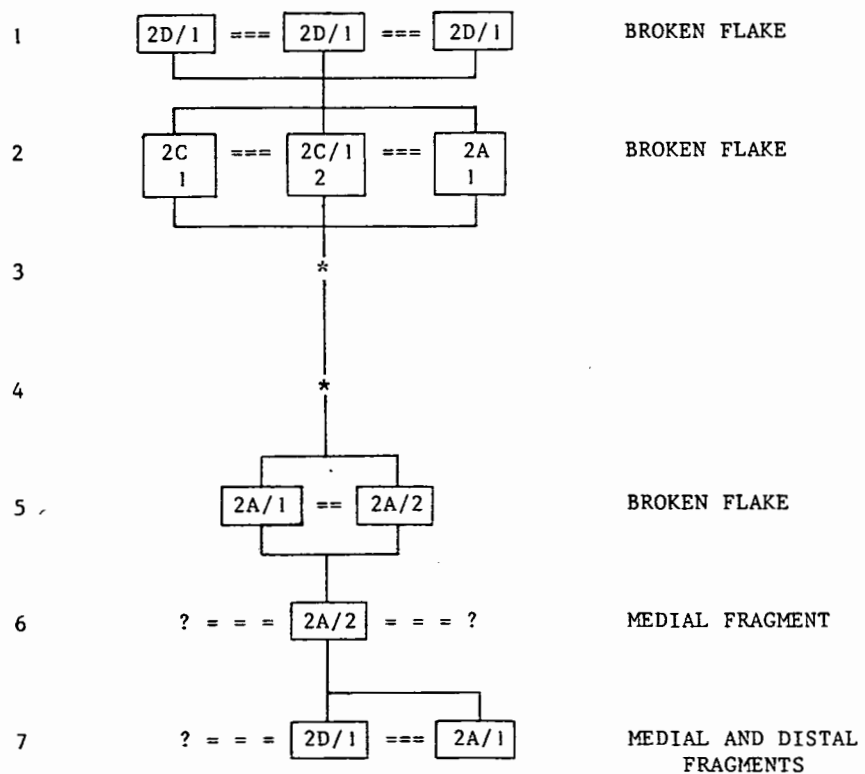 1 2D/1 === 2D/1 === 2D/1 BROKEN FLAKE
2 2C === 2C/1 === 2A BROKEN FLAKE
1 2 1
3 *
4 *
5 2A/1 == 2A/2 BROKEN FLAKE
6 ? = = = 2A/2 = = = ? MEDIAL FRAGMENT
7 ? = = = 2D/1 === 2A/1 MEDIAL AND DISTAL
FRAGMENTS